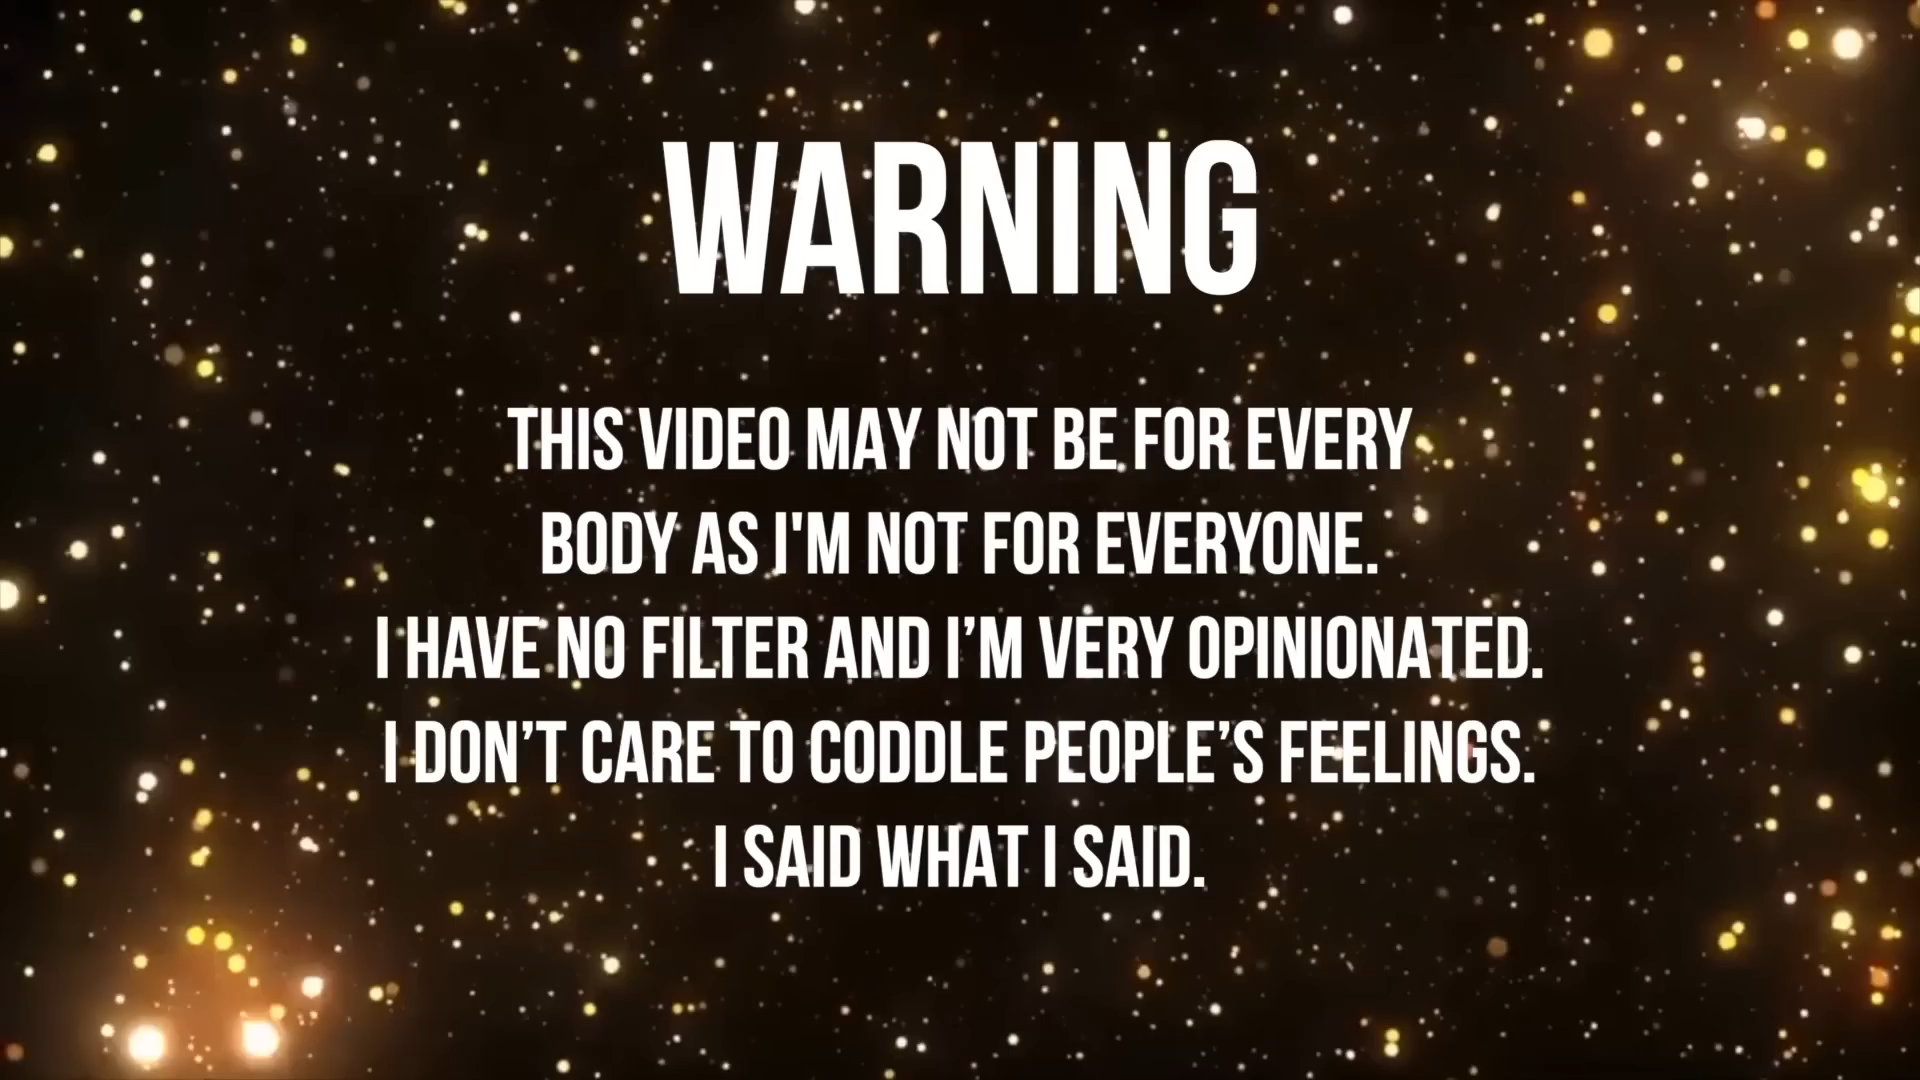 WARNING
THIS VIDEO MAY NOT BE FOR EVERY
BODY AS I'M NOT FOR EVERYONE.
I HAVE NO FILTER AND I’M VERY OPINIONATED.
I DON’T CARE TO CODDLE PEOPLE’S FEELINGS.
I SAID WHAT I SAID.